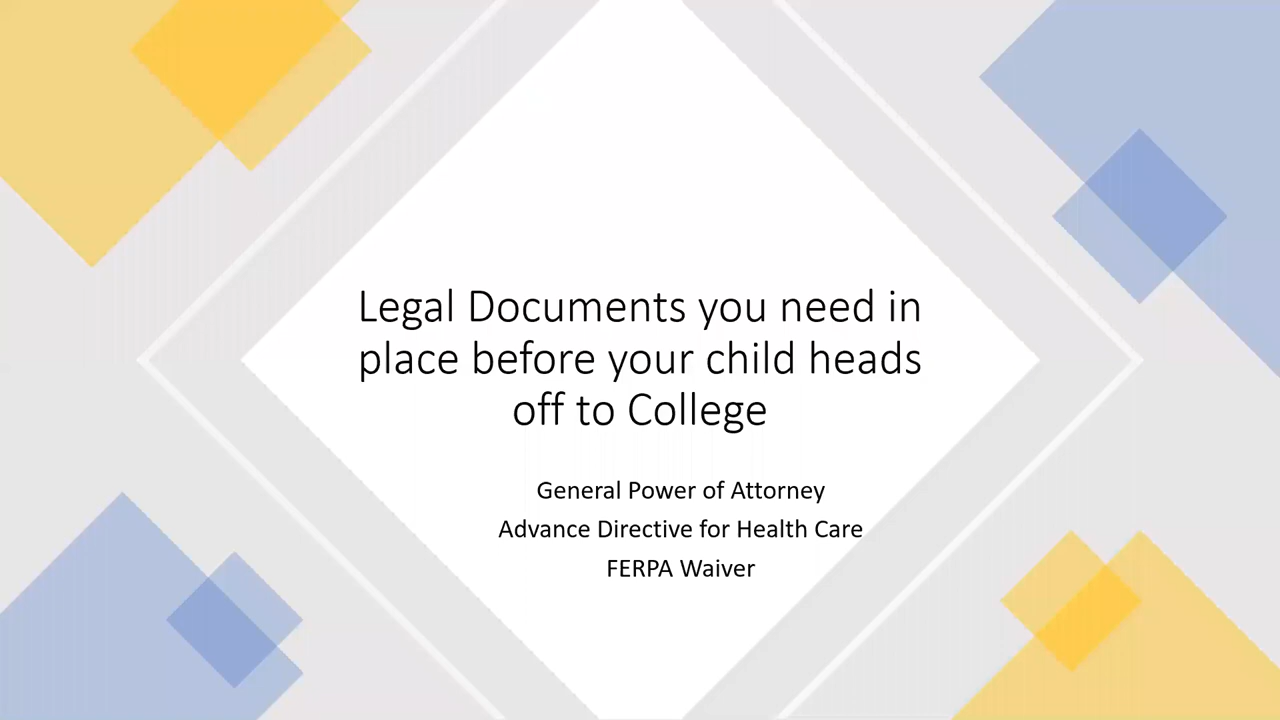 Legal Documents you need in
place before your child heads
off to College
General Power of Attorney
Advance Directive for Health Care
FERPA Waiver